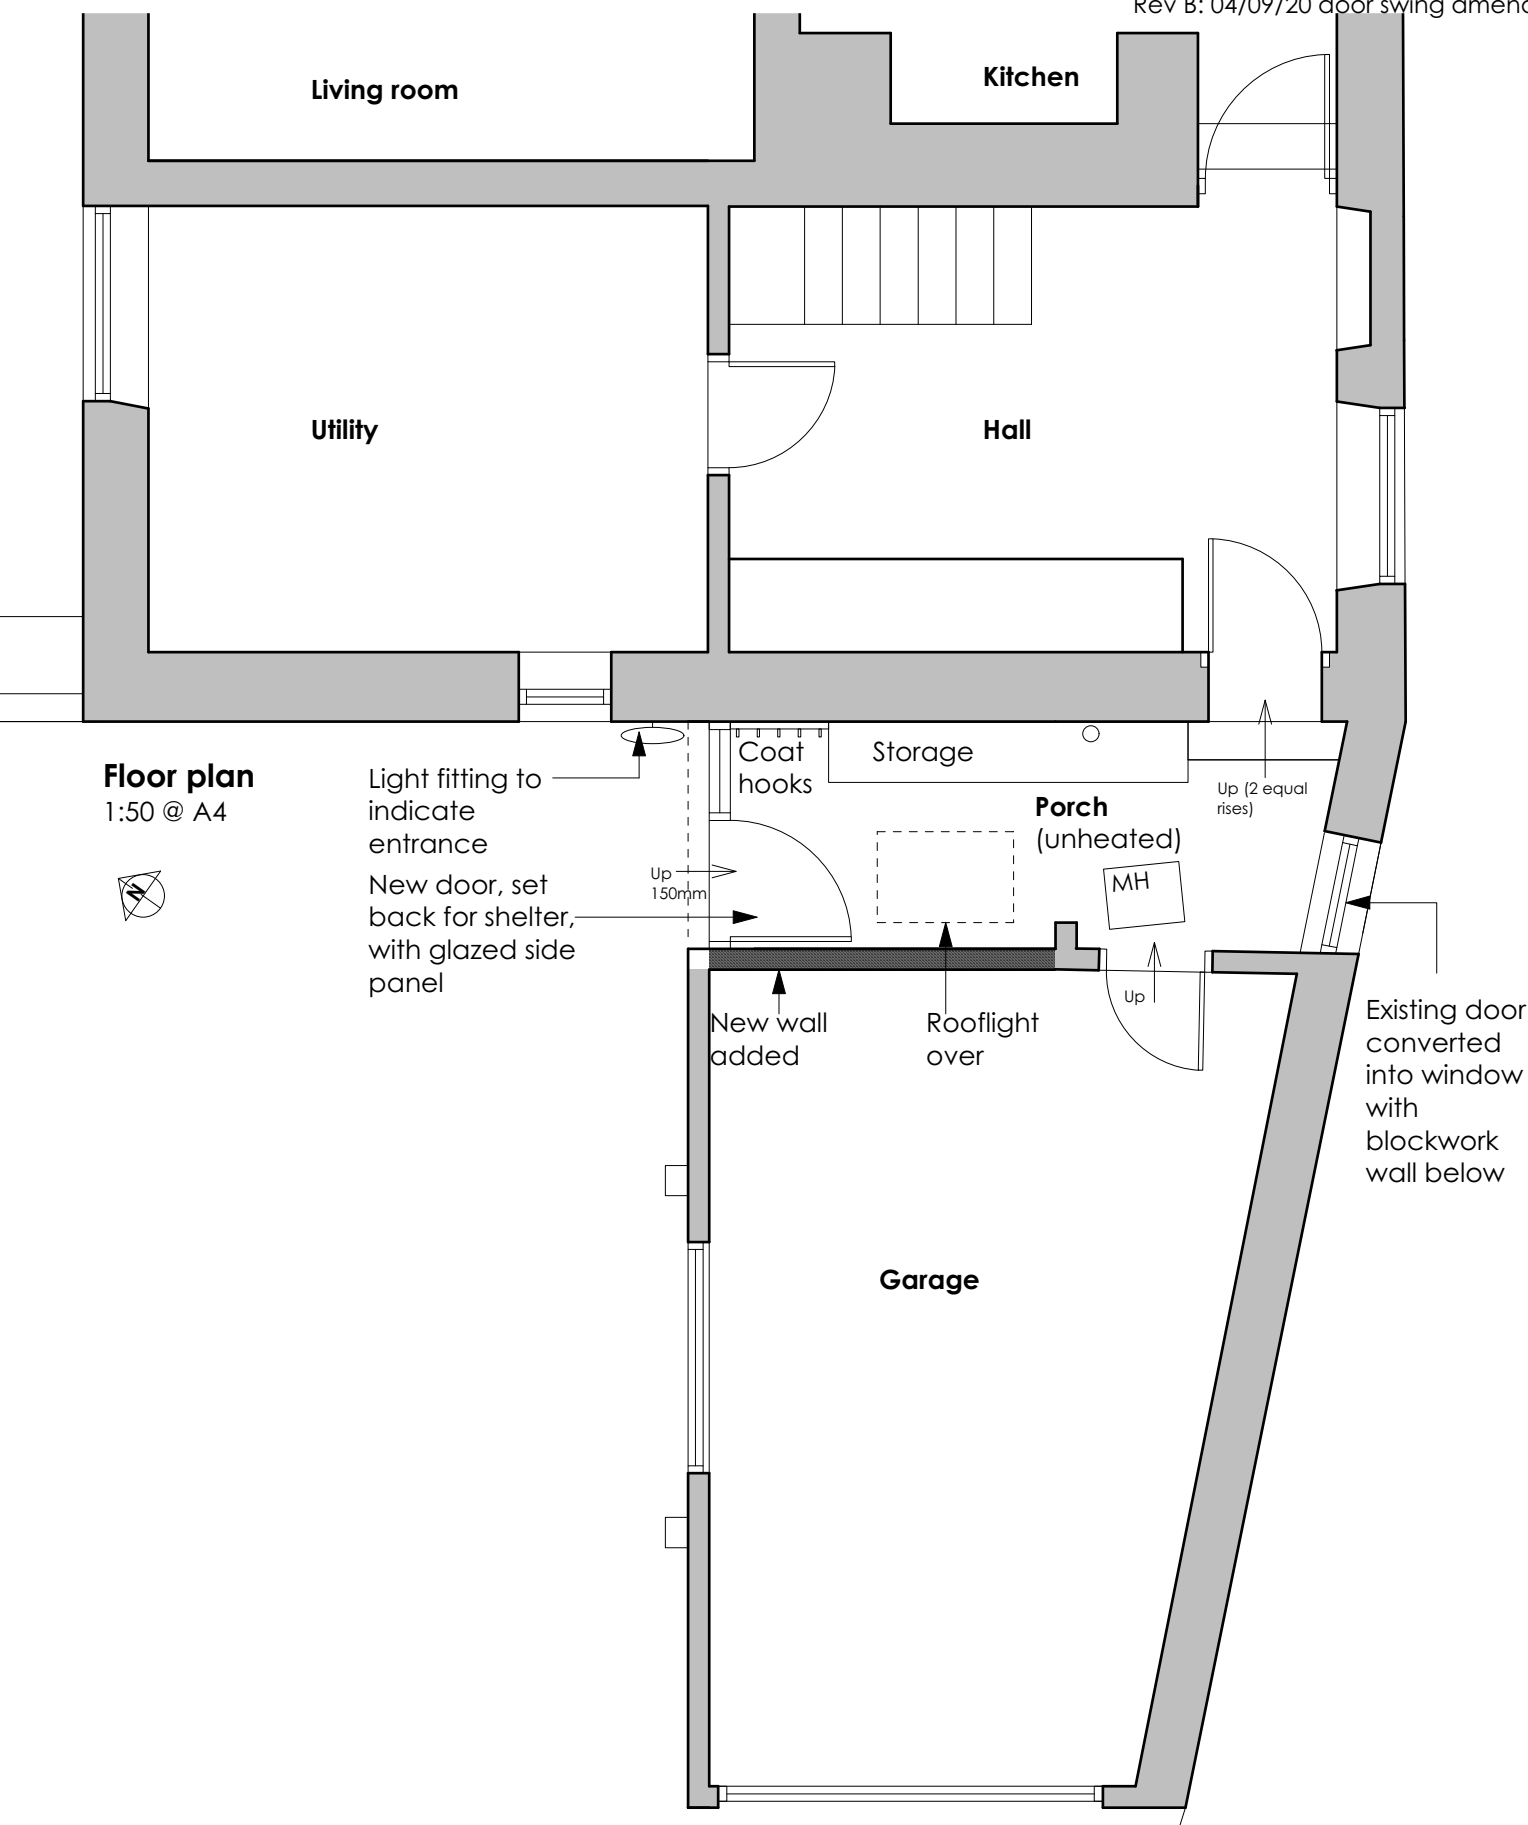 Rev B: 04/09/20 door swing amend
Living room
Kitchen
Utility
Hall
Floor plan
1:50 @ A4
N
Light fitting to
indicate
entrance
New door, set
back for shelter,
with glazed side
panel
Coat
hooks
Storage
Up (2 equal
rises)
Porch
(unheated)
Up
150mm
MH
Up
New wall
added
Rooflight
over
Existing door
converted
into window
with
blockwork
wall below
Garage